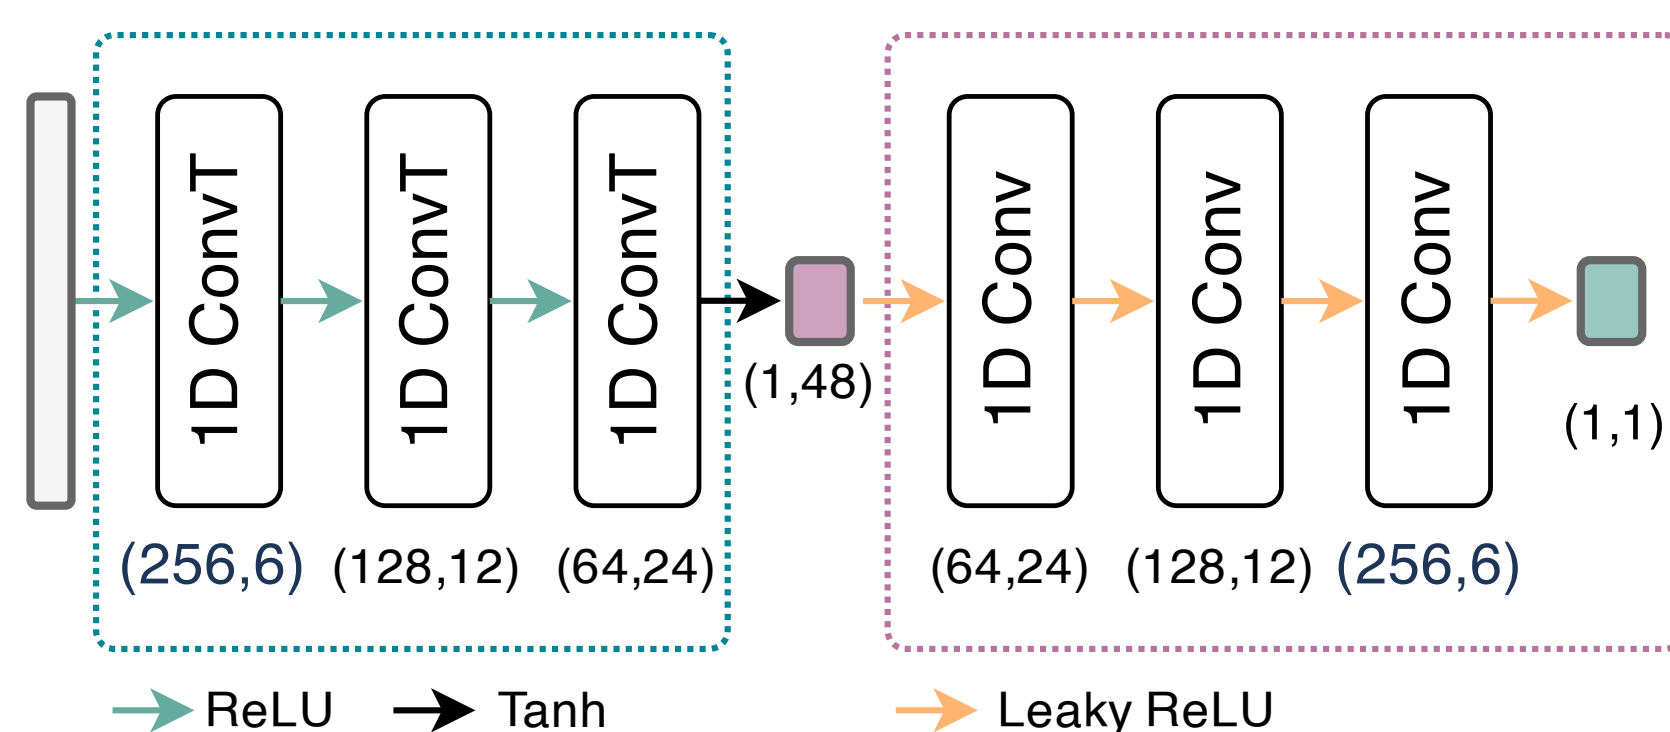 1D ConvT
1D ConvT
1D ConvT
1D Conv
1D Conv
1D Conv
(1,48)
(1,1)
(256,6)
(128,12)
(64,24)
(64,24)
(128,12)
(256,6)
ReLU
Tanh
Leaky ReLU